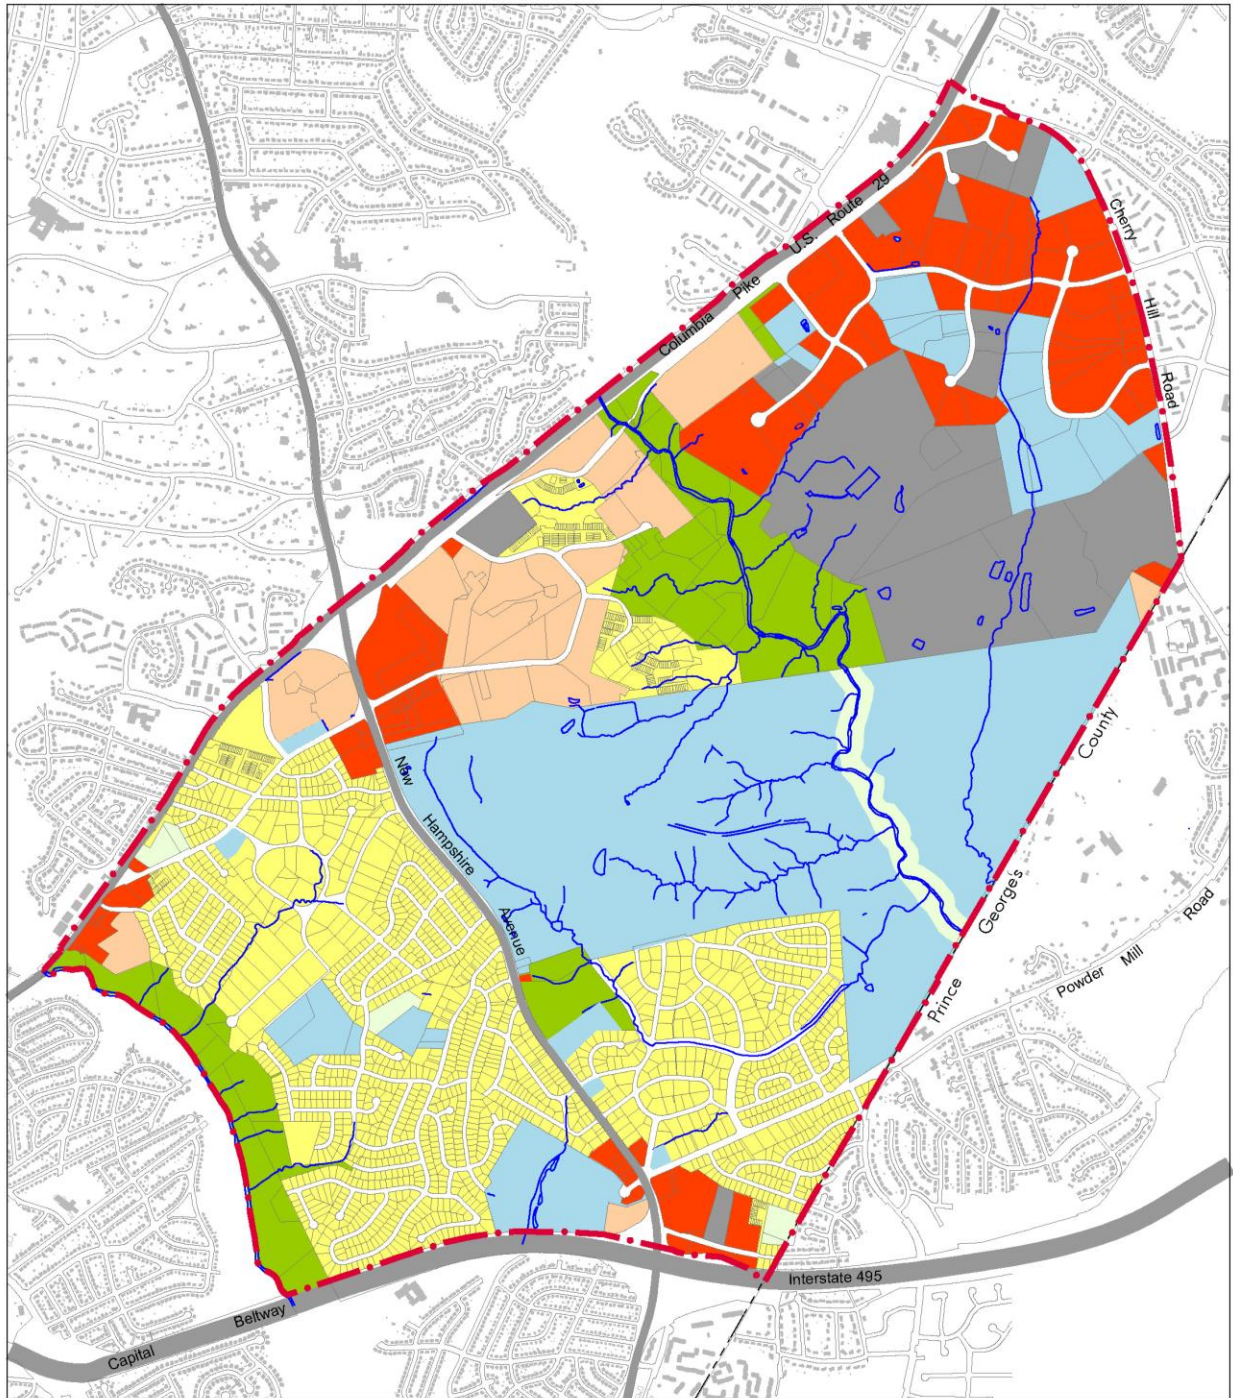 Columbia Pike U.S. Route 29
Cherry Hill Road
New Hampshire Avenue
Prince George's County
Powder Mill Road
Capital Beltway
Interstate 495